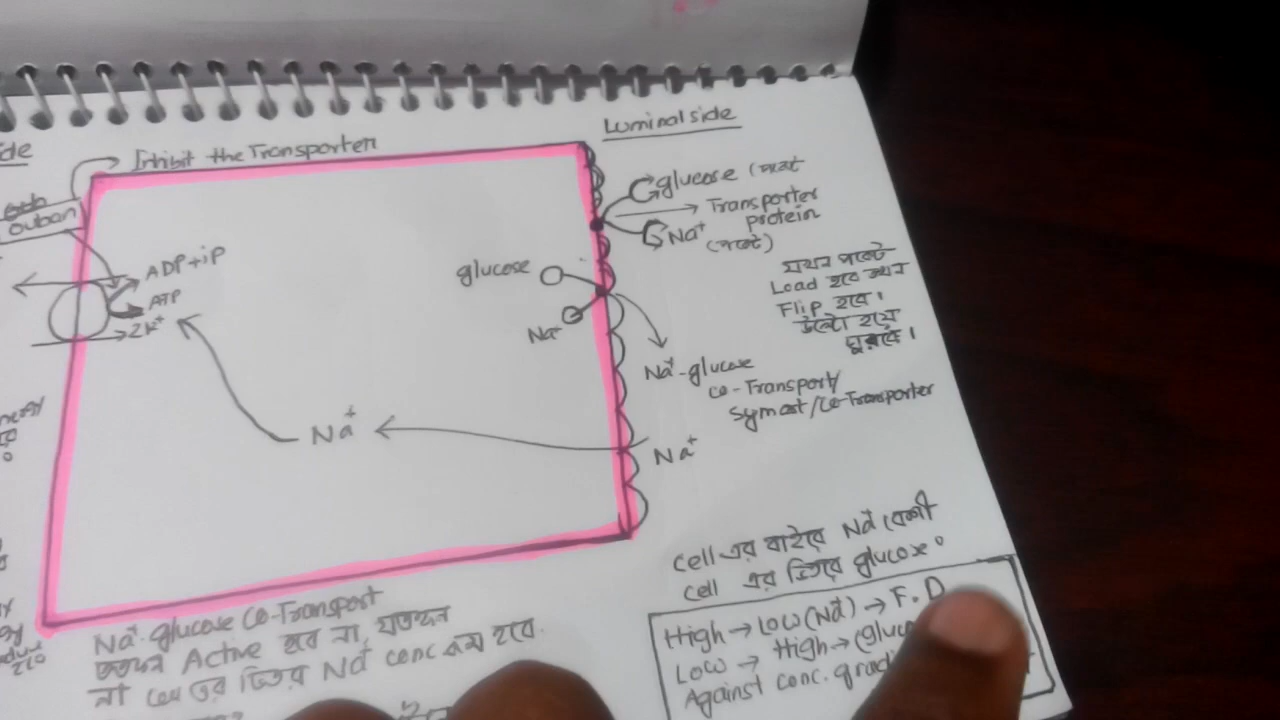 Luminal side
Inhibit the Transporter
ouban
glucose
Transporter
protein
Na⁺
(পকেট)
ADP+iP
ATP
2K⁺
glucose
Na⁺
যখন পকেট
Load হবে তখন
Flip হবে।
উল্টো হয়ে
ঘুরবে।
Na⁺-glucose
co-Transport/
Symort/Co-Transporter
Na⁺
Na⁺
cell এর বাইরে Na⁺ বেশী
cell এর ভিতরে glucose
High → Low (Na⁺) → F.D
Low → High →
Against conc.
Na⁺-glucose Co-Transport
ততক্ষন Active হবে না, যতক্ষন
না cell এর ভিতর Na⁺ conc কম হবে.